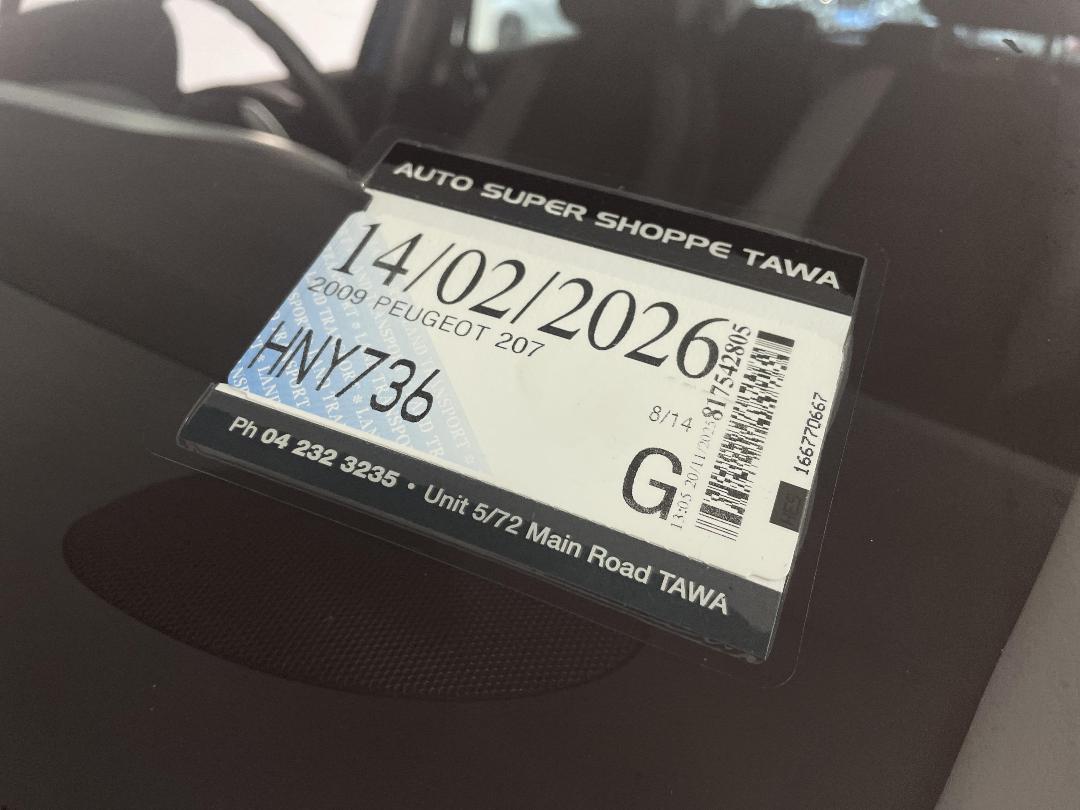 AUTO SUPER SHOPPE TAWA
14/02/2026
2009 PEUGEOT 207
HNY736
8/14
G
13:05 20/11/2025
817542805
166770667
Ph 04 232 3235 • Unit 5/72 Main Road TAWA